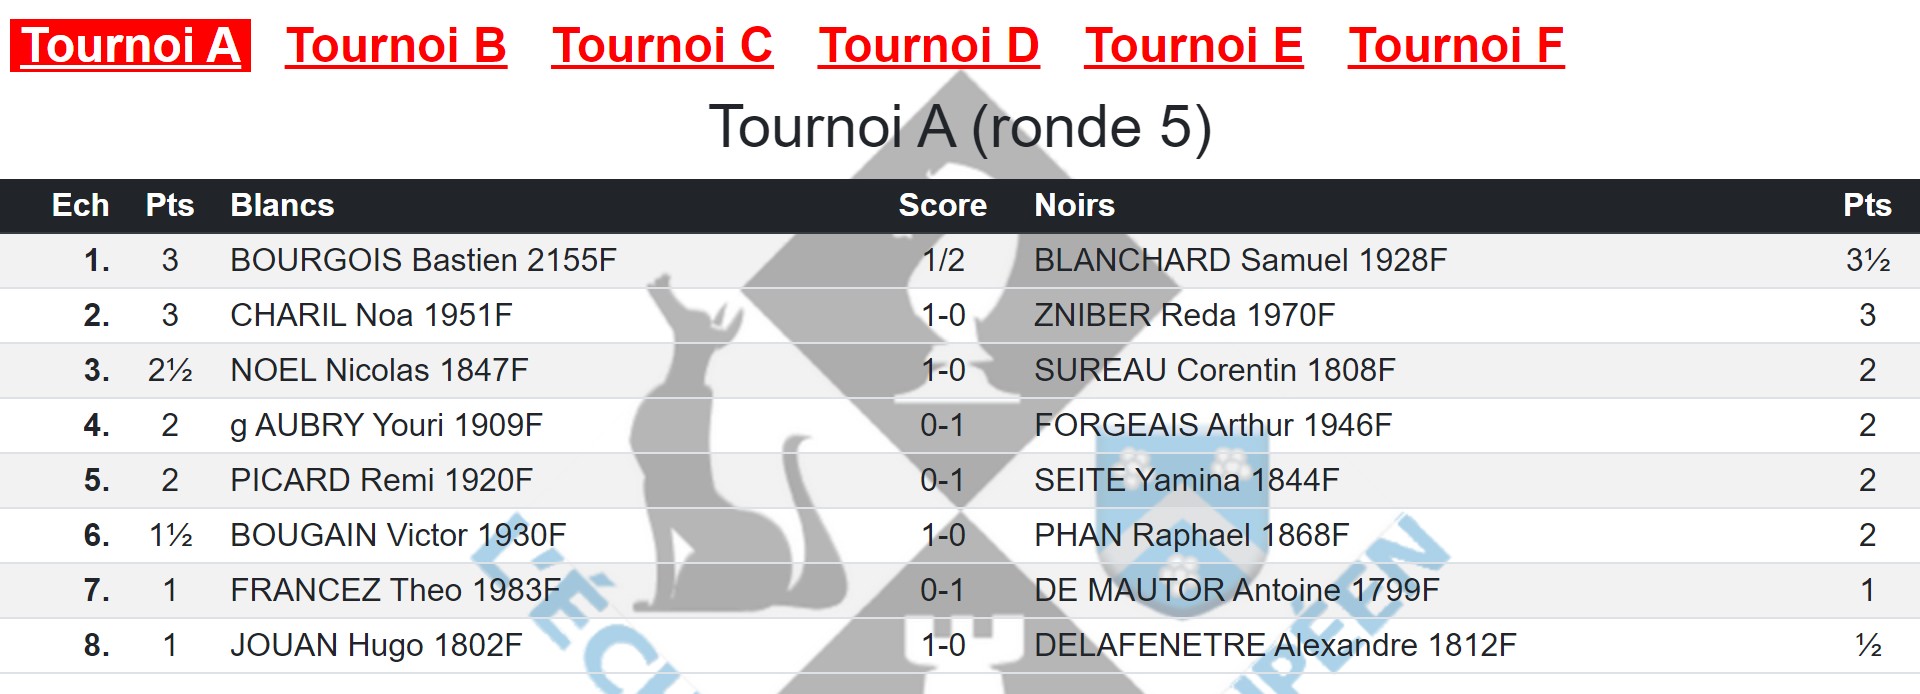 Tournoi A Tournoi B Tournoi C Tournoi D Tournoi E Tournoi F
Tournoi A (ronde 5)
Ech Pts Blancs Score Noirs Pts
1. 3 BOURGOIS Bastien 2155F 1/2 BLANCHARD Samuel 1928F 3½
2. 3 CHARIL Noa 1951F 1-0 ZNIBER Reda 1970F 3
3. 2½ NOEL Nicolas 1847F 1-0 SUREAU Corentin 1808F 2
4. 2 g AUBRY Youri 1909F 0-1 FORGEAIS Arthur 1946F 2
5. 2 PICARD Remi 1920F 0-1 SEITE Yamina 1844F 2
6. 1½ BOUGAIN Victor 1930F 1-0 PHAN Raphael 1868F 2
7. 1 FRANCEZ Theo 1983F 0-1 DE MAUTOR Antoine 1799F 1
8. 1 JOUAN Hugo 1802F 1-0 DELAFENETRE Alexandre 1812F ½